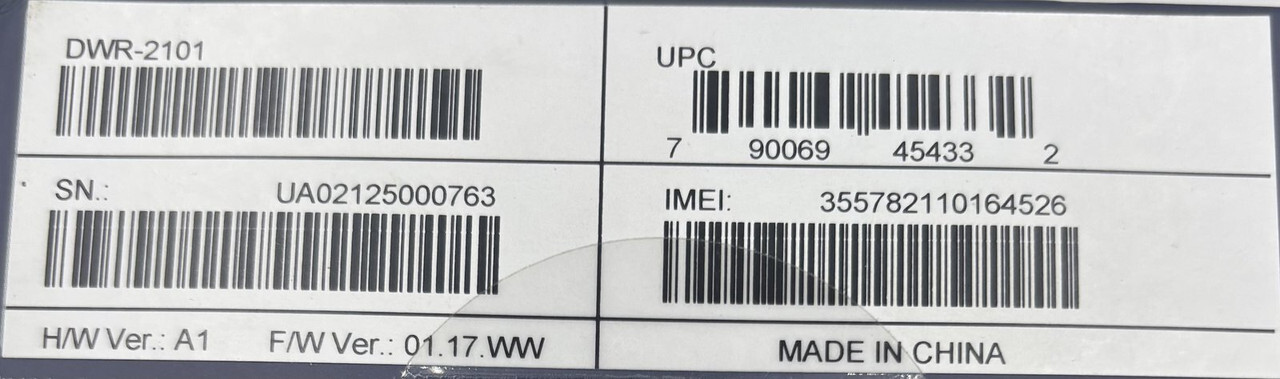 DWR-2101
UPC
7 90069 45433 2
SN.: UA02125000763
IMEI: 355782110164526
H/W Ver.: A1 F/W Ver.: 01.17.WW
MADE IN CHINA